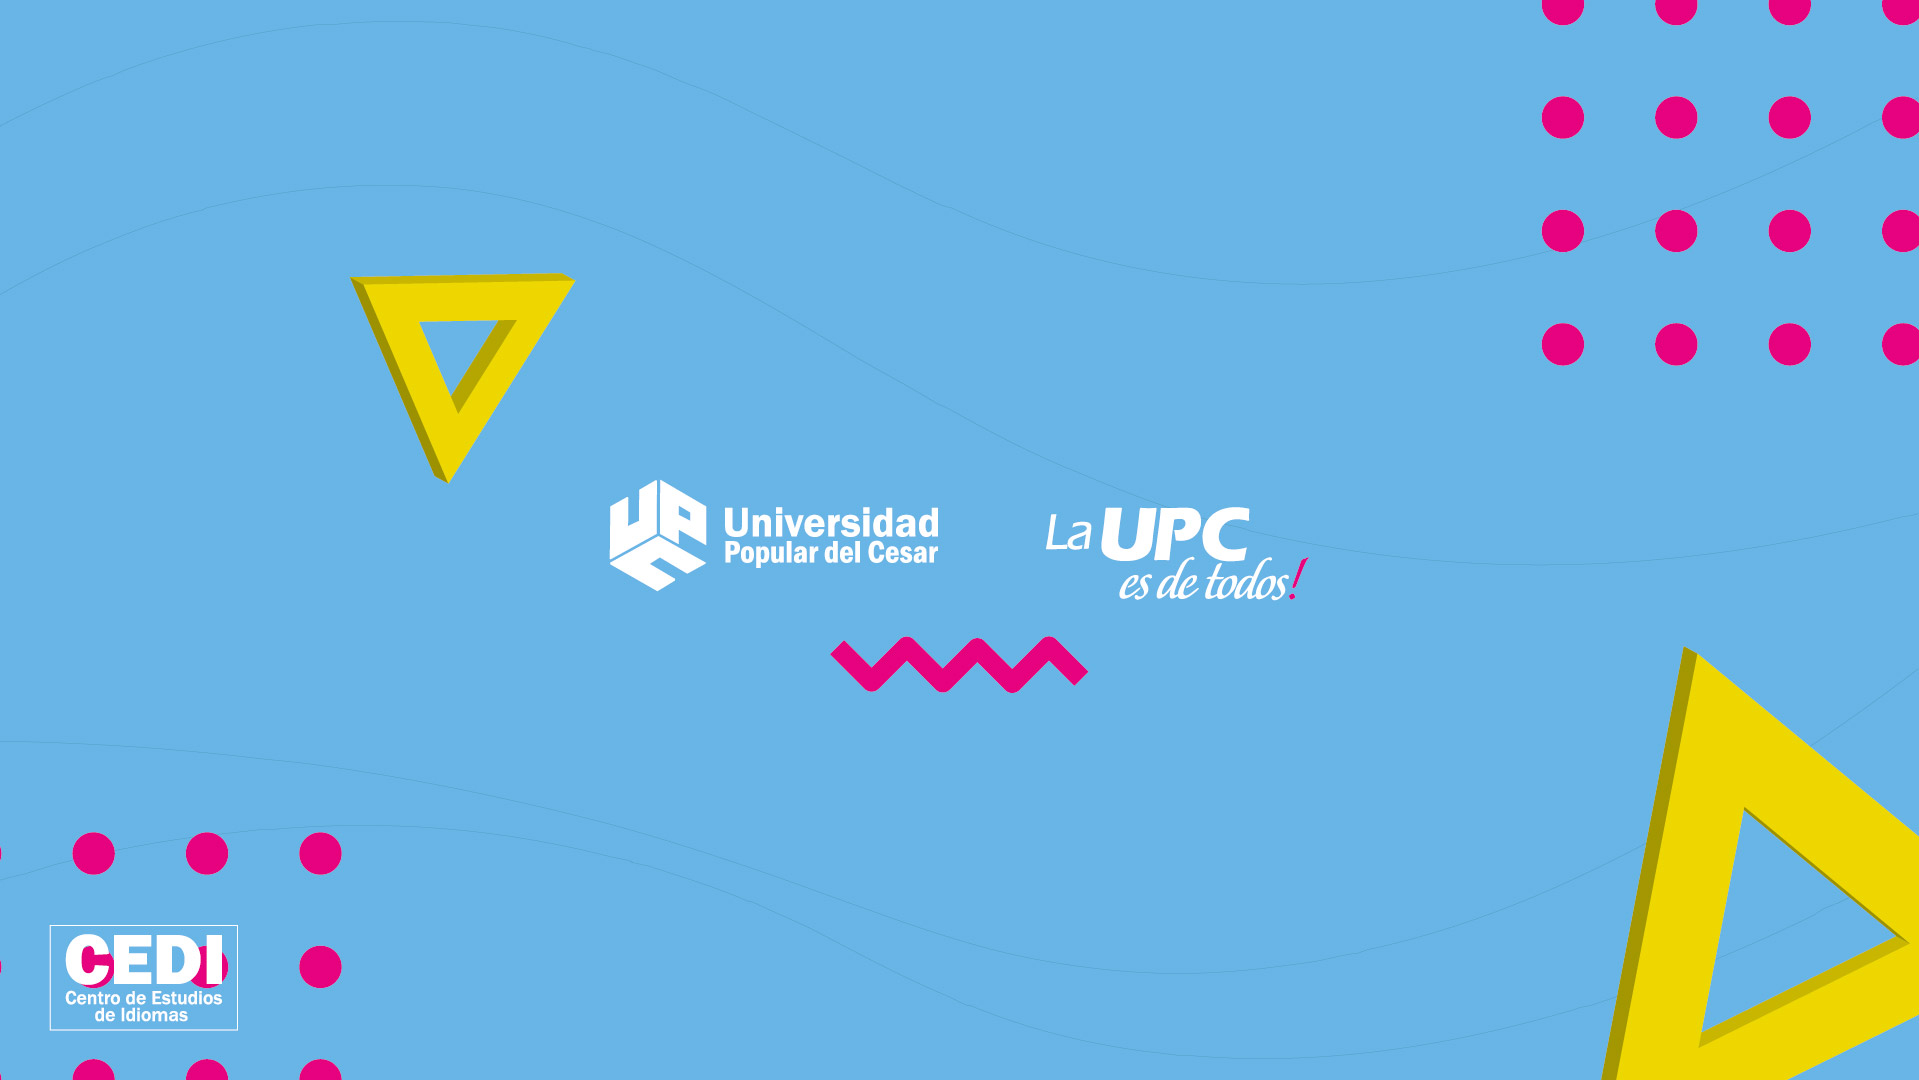 Universidad
Popular del Cesar
La UPC
es de todos!
CEDI
Centro de Estudios
de Idiomas